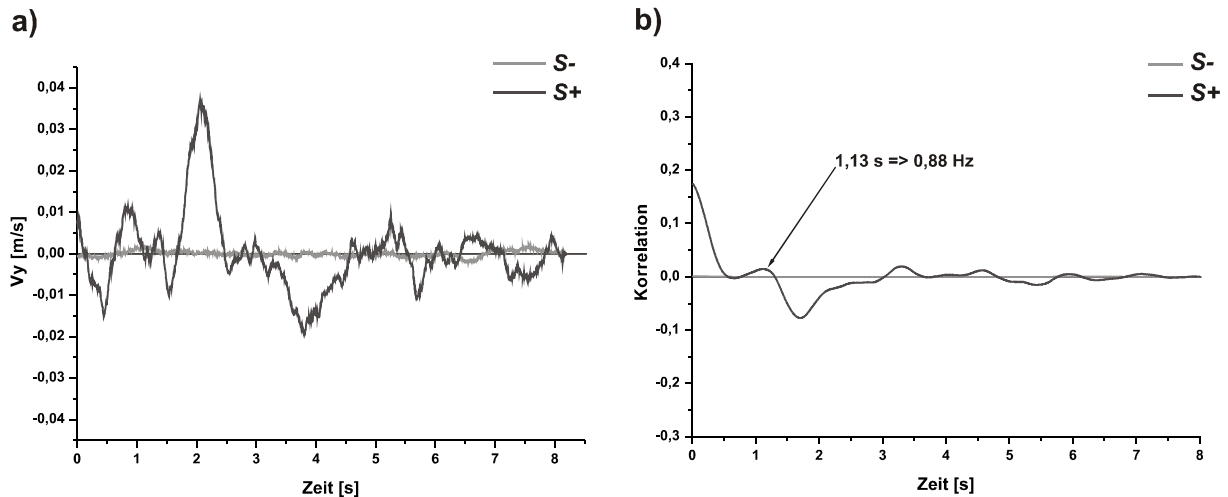 a)
S-
S+
0,04
0,03
0,02
0,01
0,00
-0,01
-0,02
-0,03
-0,04
Vy [m/s]
0 1 2 3 4 5 6 7 8
Zeit [s]
b)
S-
S+
0,4
0,3
0,2
0,1
0,0
-0,1
-0,2
-0,3
Korrelation
1,13 s => 0,88 Hz
0 1 2 3 4 5 6 7 8
Zeit [s]